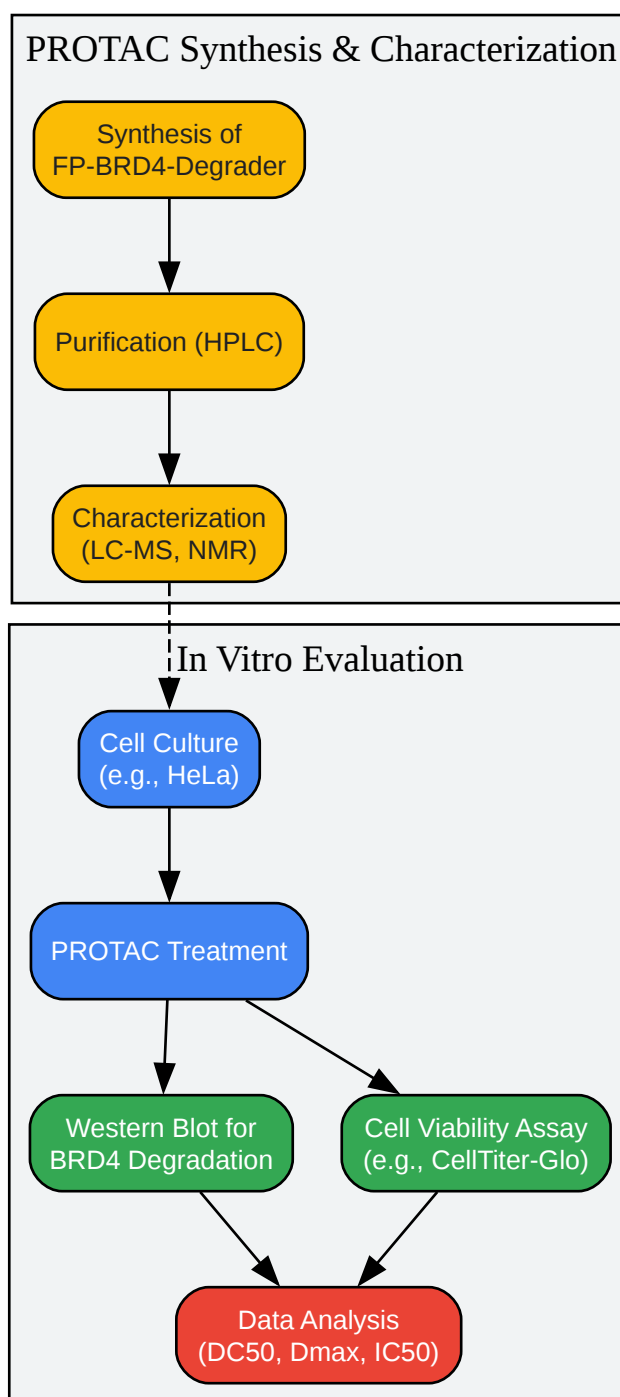 PROTAC Synthesis & Characterization
Synthesis of
FP-BRD4-Degrader
Purification (HPLC)
Characterization
(LC-MS, NMR)
In Vitro Evaluation
Cell Culture
(e.g., HeLa)
PROTAC Treatment
Western Blot for
BRD4 Degradation
Cell Viability Assay
(e.g., CellTiter-Glo)
Data Analysis
(DC50, Dmax, IC50)